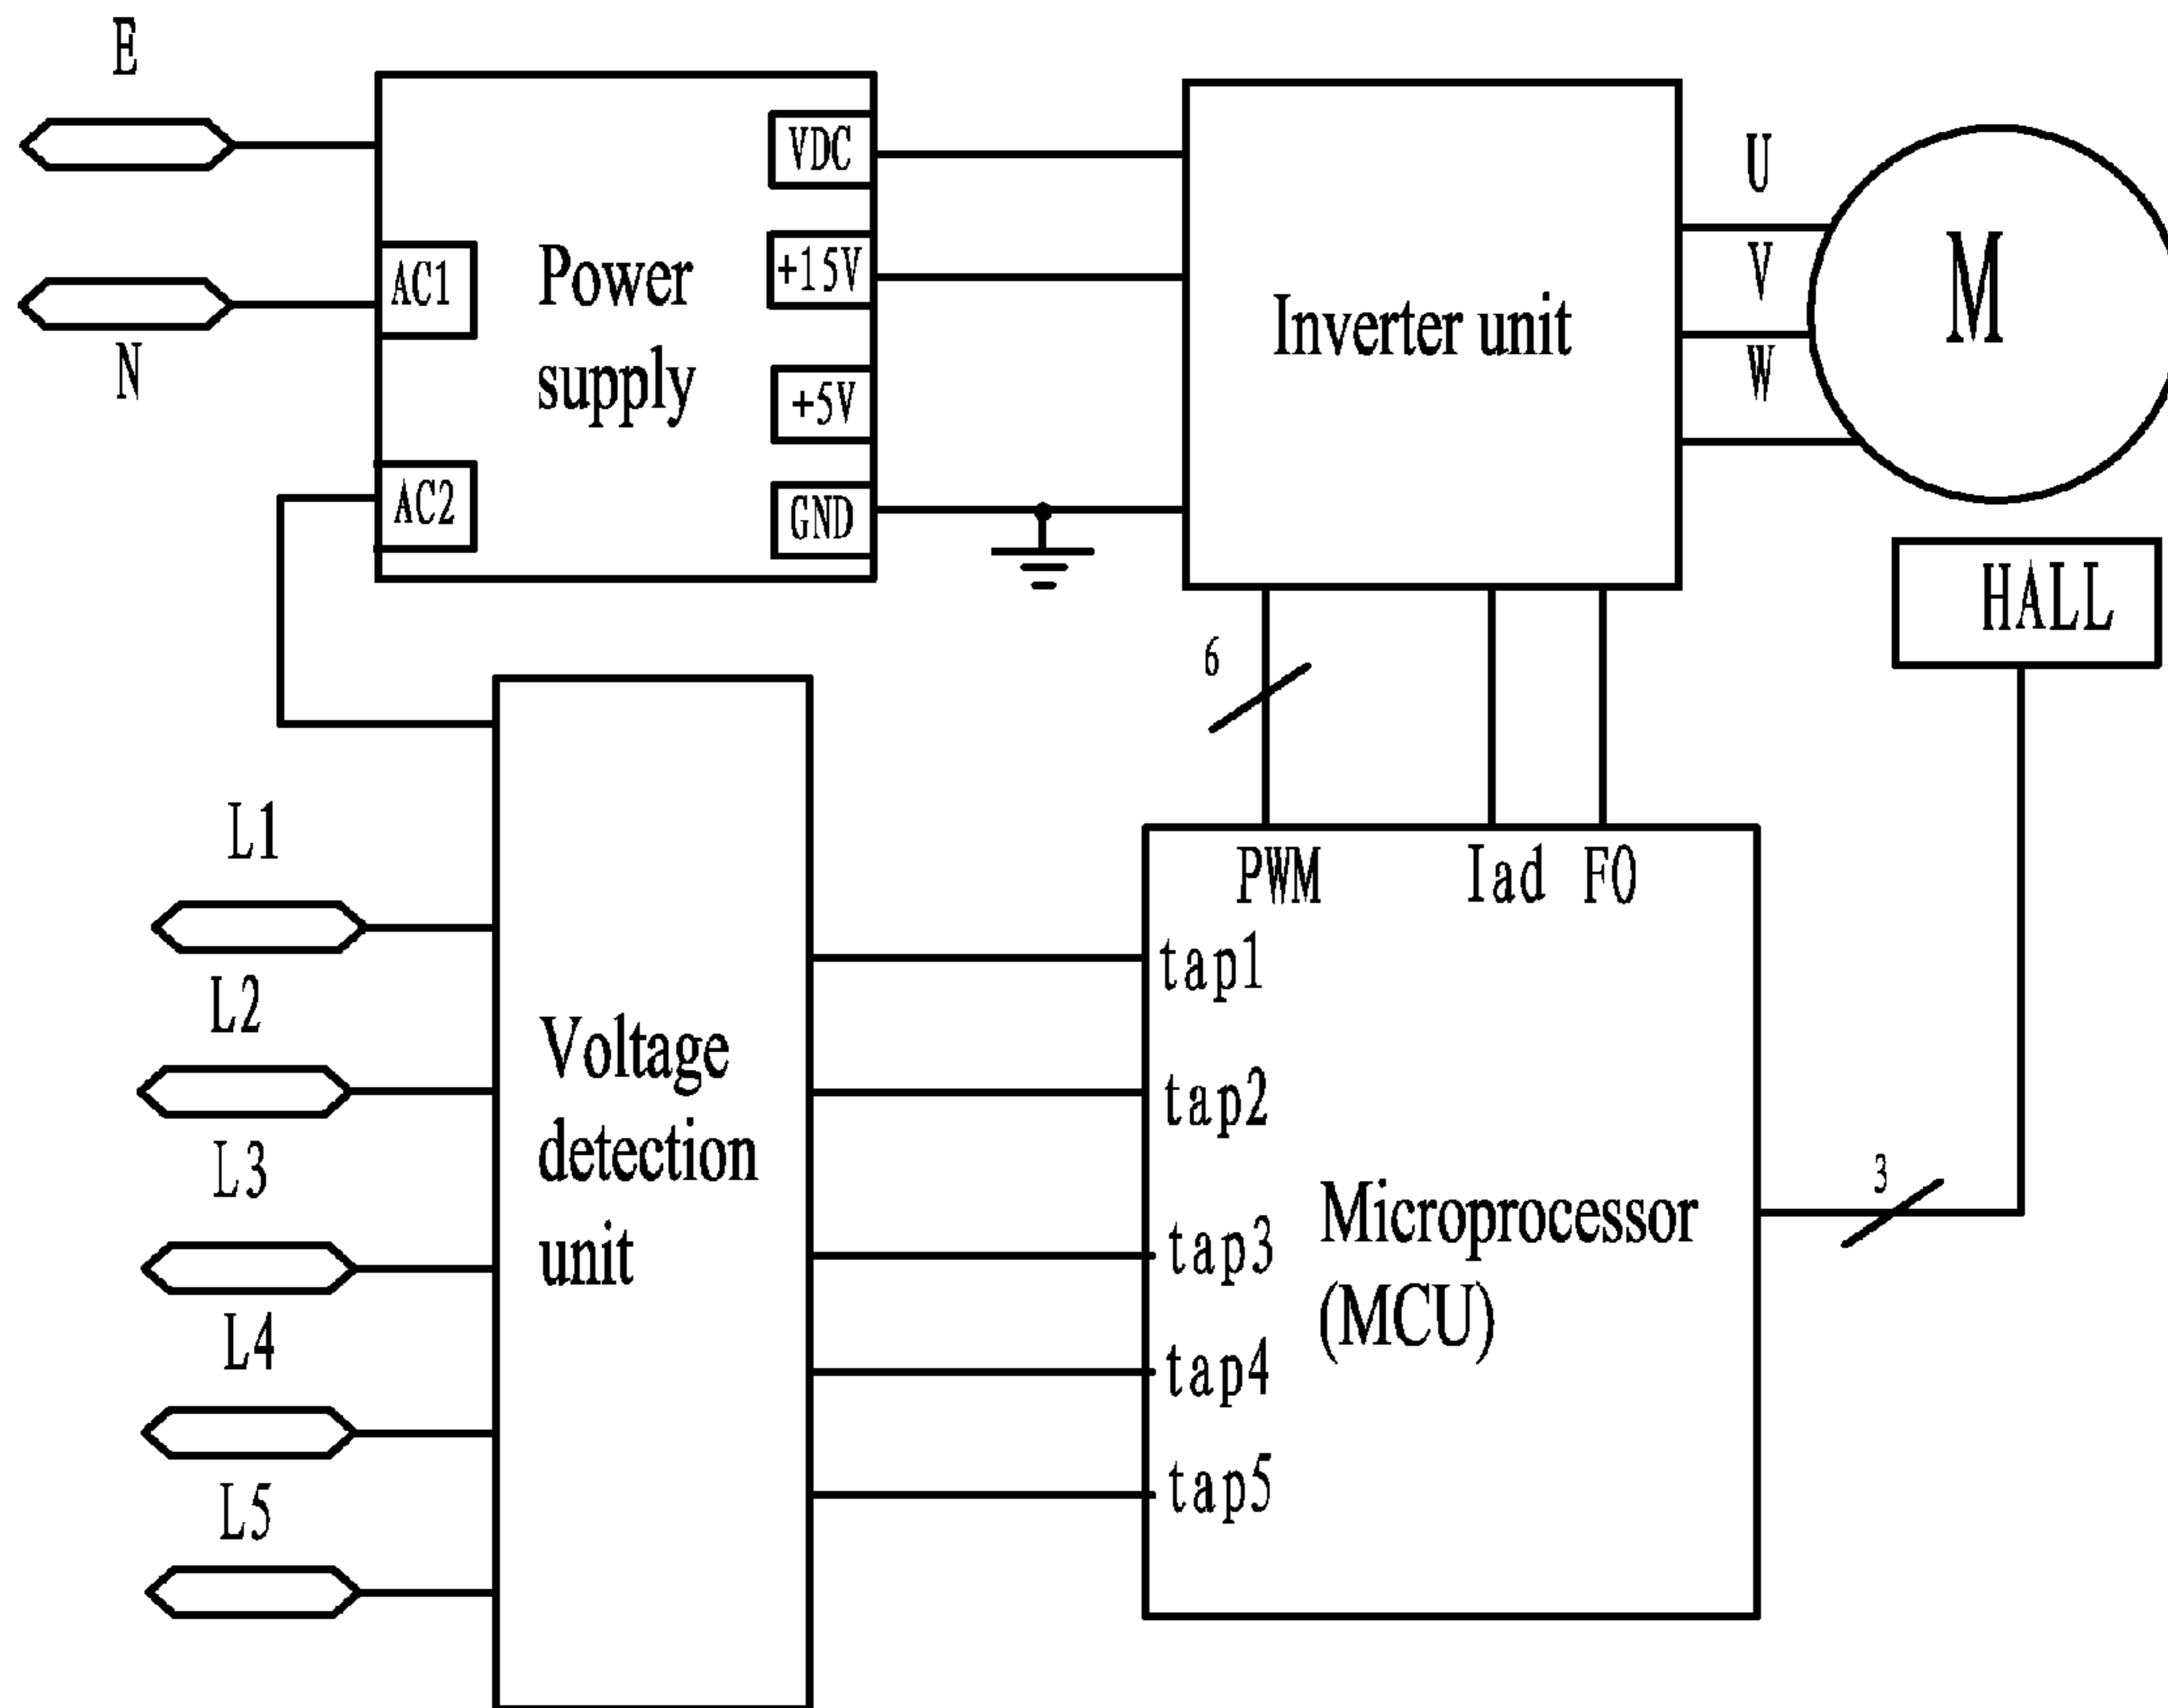 E
N
AC1
AC2
Power
supply
VDC
+15V
+5V
GND
Inverter unit
U
V
W
M
HALL
6
3
L1
L2
L3
L4
L5
Voltage
detection
unit
PWM Iad FO
tap1
tap2
tap3
tap4
tap5
Microprocessor
(MCU)